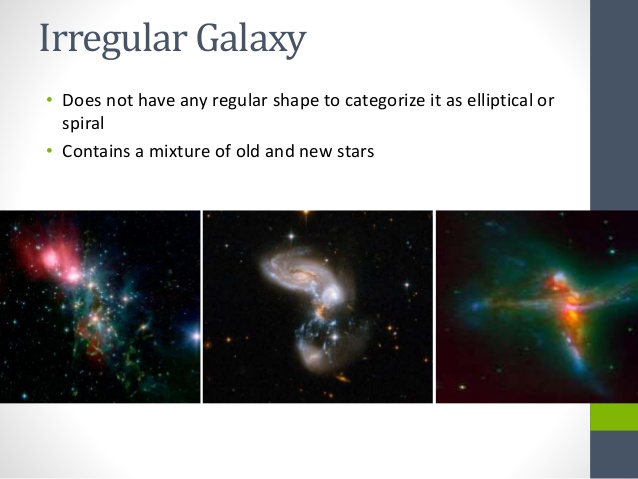 Irregular Galaxy
• Does not have any regular shape to categorize it as elliptical or
spiral
• Contains a mixture of old and new stars